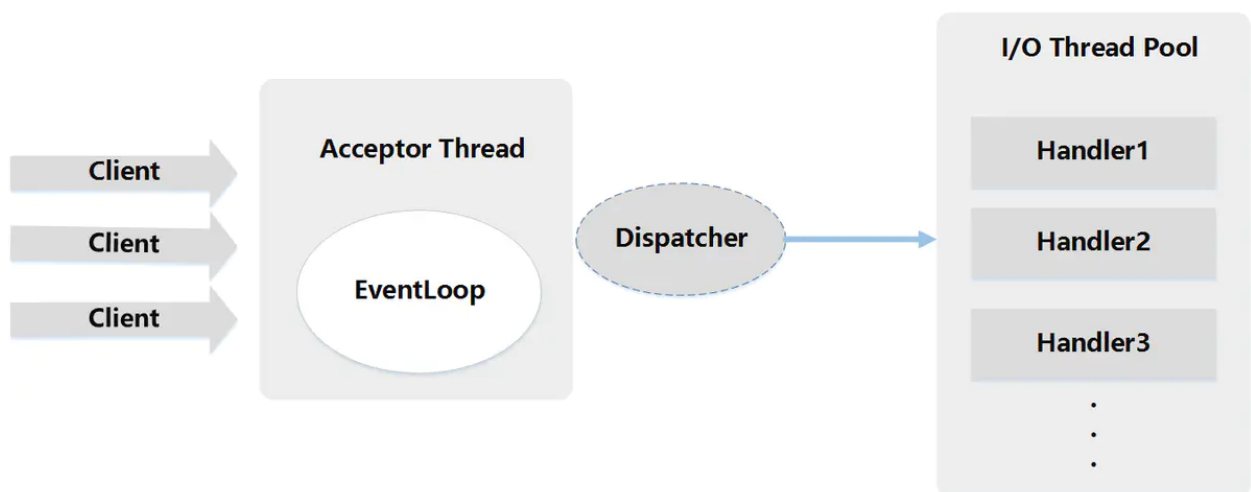 Client
Client
Client
Acceptor Thread
EventLoop
Dispatcher
I/O Thread Pool
Handler1
Handler2
Handler3
.
.
.